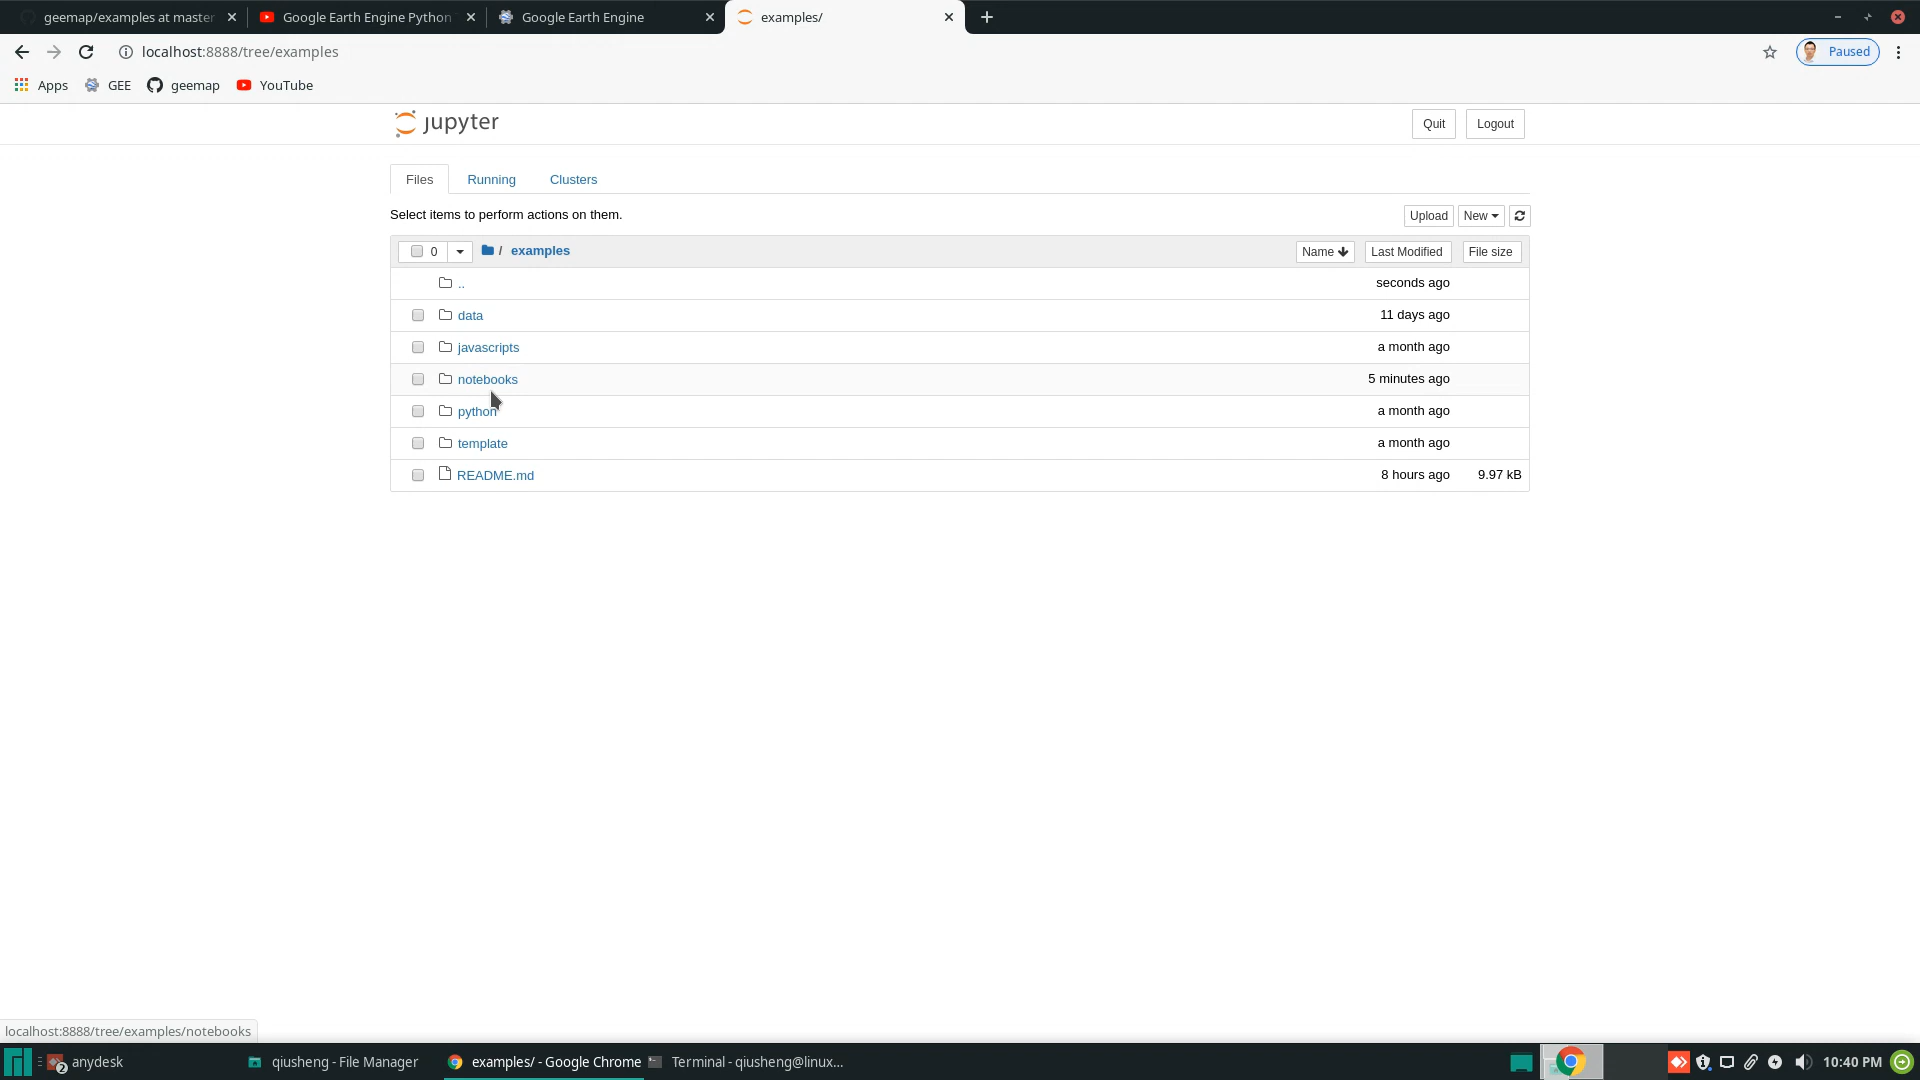 geemap/examples at master
Google Earth Engine Python
Google Earth Engine
examples/
localhost:8888/tree/examples
Paused
Apps
GEE
geemap
YouTube
jupyter
Quit
Logout
Files
Running
Clusters
Select items to perform actions on them.
Upload
New
0
/ examples
Name
Last Modified
File size
..
seconds ago
data
11 days ago
javascripts
a month ago
notebooks
5 minutes ago
python
a month ago
template
a month ago
README.md
8 hours ago
9.97 kB
localhost:8888/tree/examples/notebooks
2
anydesk
qiusheng - File Manager
examples/ - Google Chrome
Terminal - qiusheng@linux...
10:40 PM